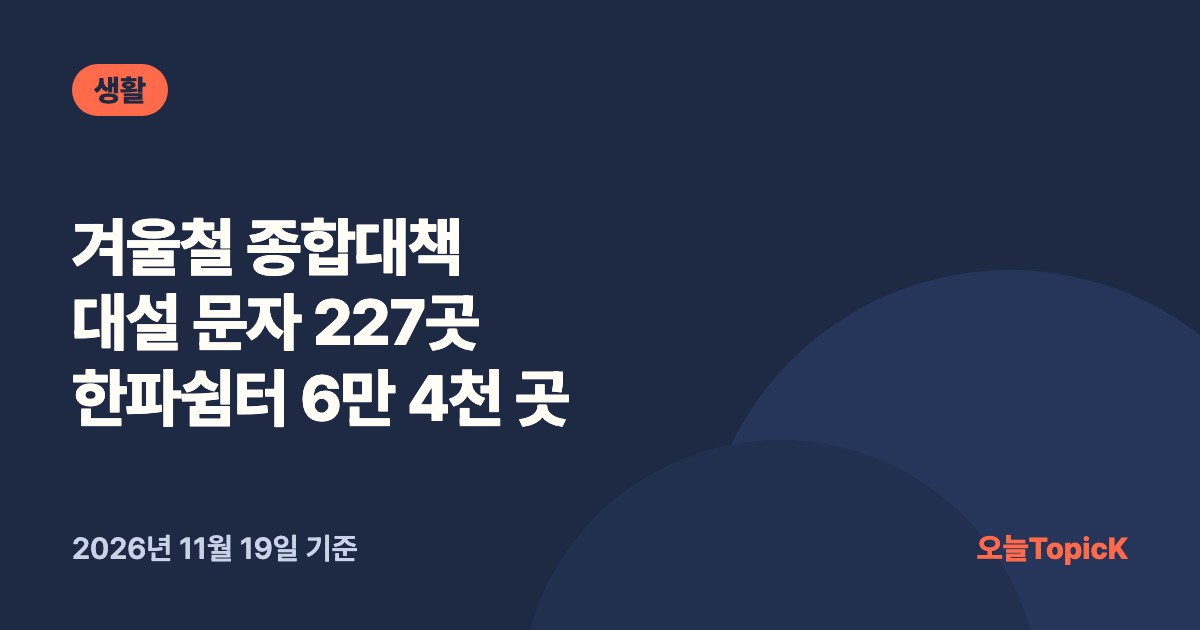 생활
겨울철 종합대책
대설 문자 227곳
한파쉼터 6만 4천 곳
2026년 11월 19일 기준
오늘TopicK